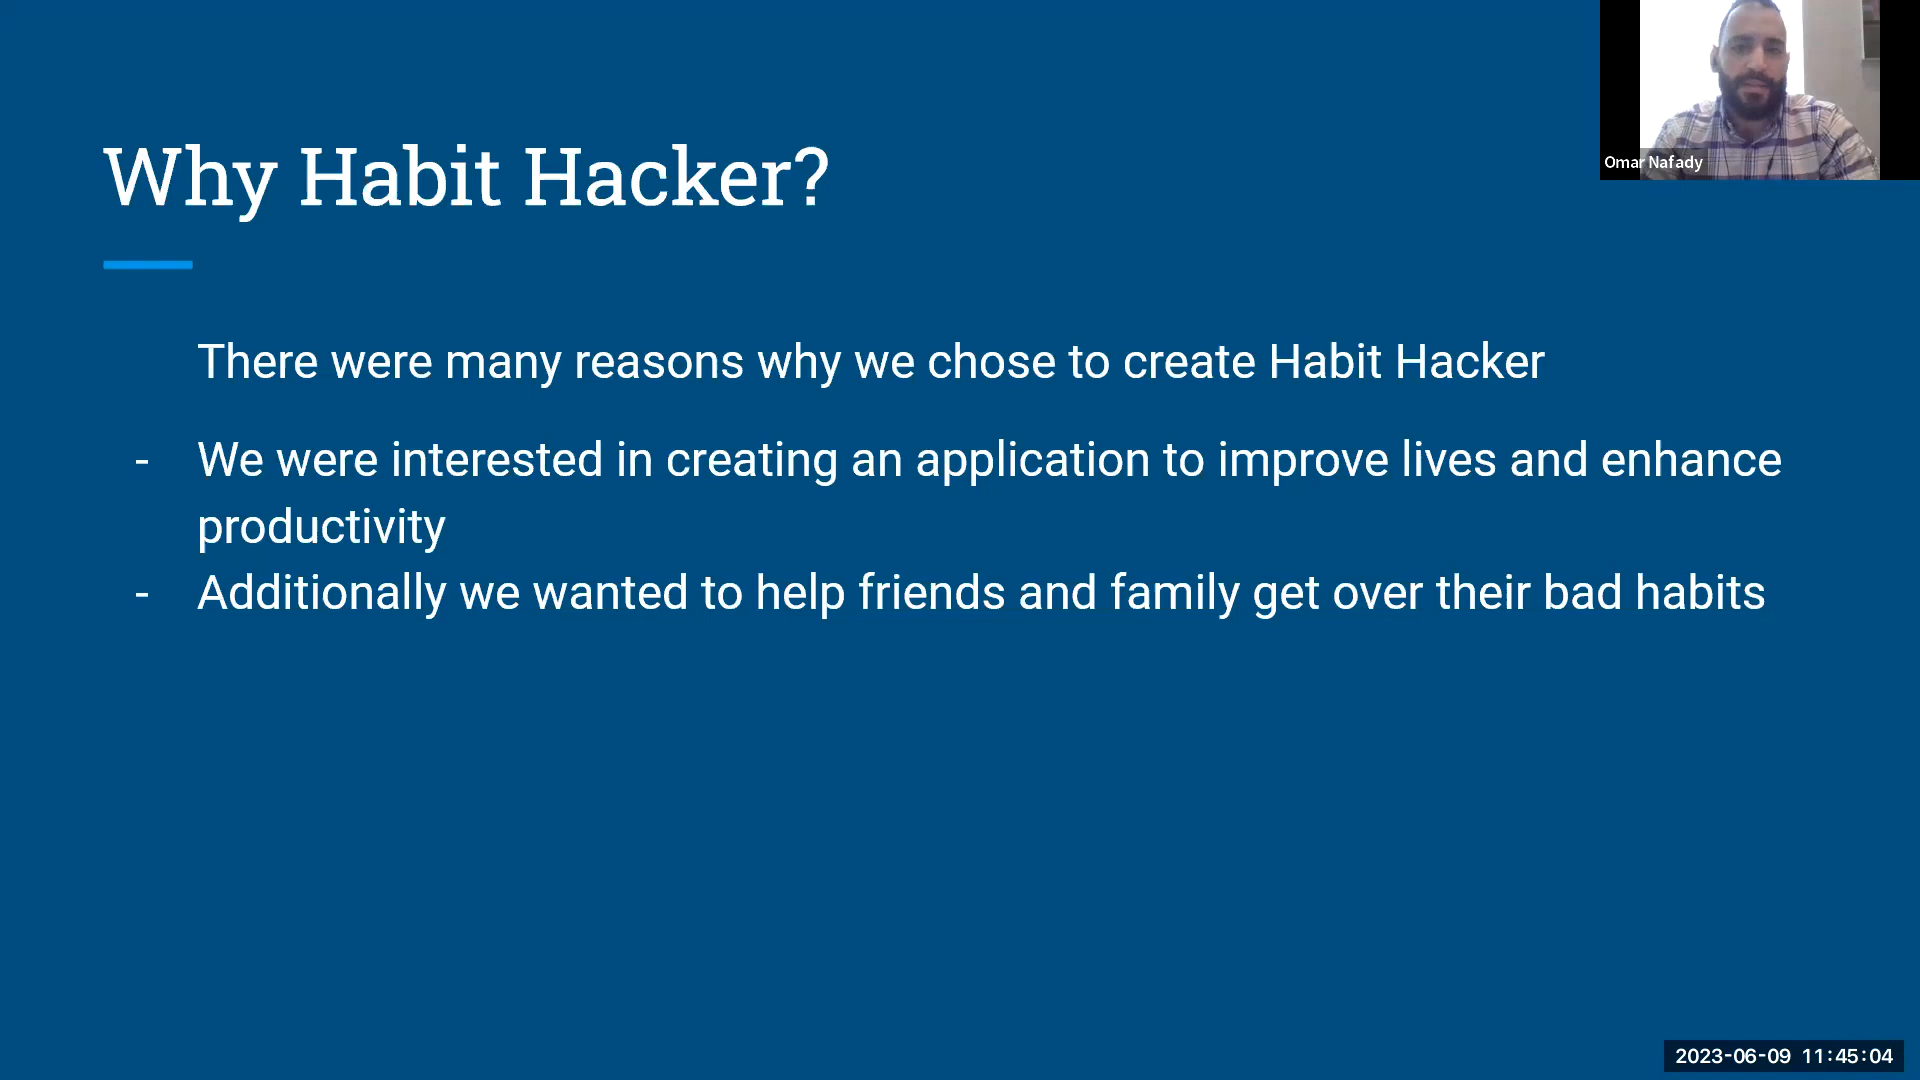 Why Habit Hacker?
Omar Nafady
There were many reasons why we chose to create Habit Hacker
- We were interested in creating an application to improve lives and enhance
productivity
- Additionally we wanted to help friends and family get over their bad habits
2023-06-09 11:45:04